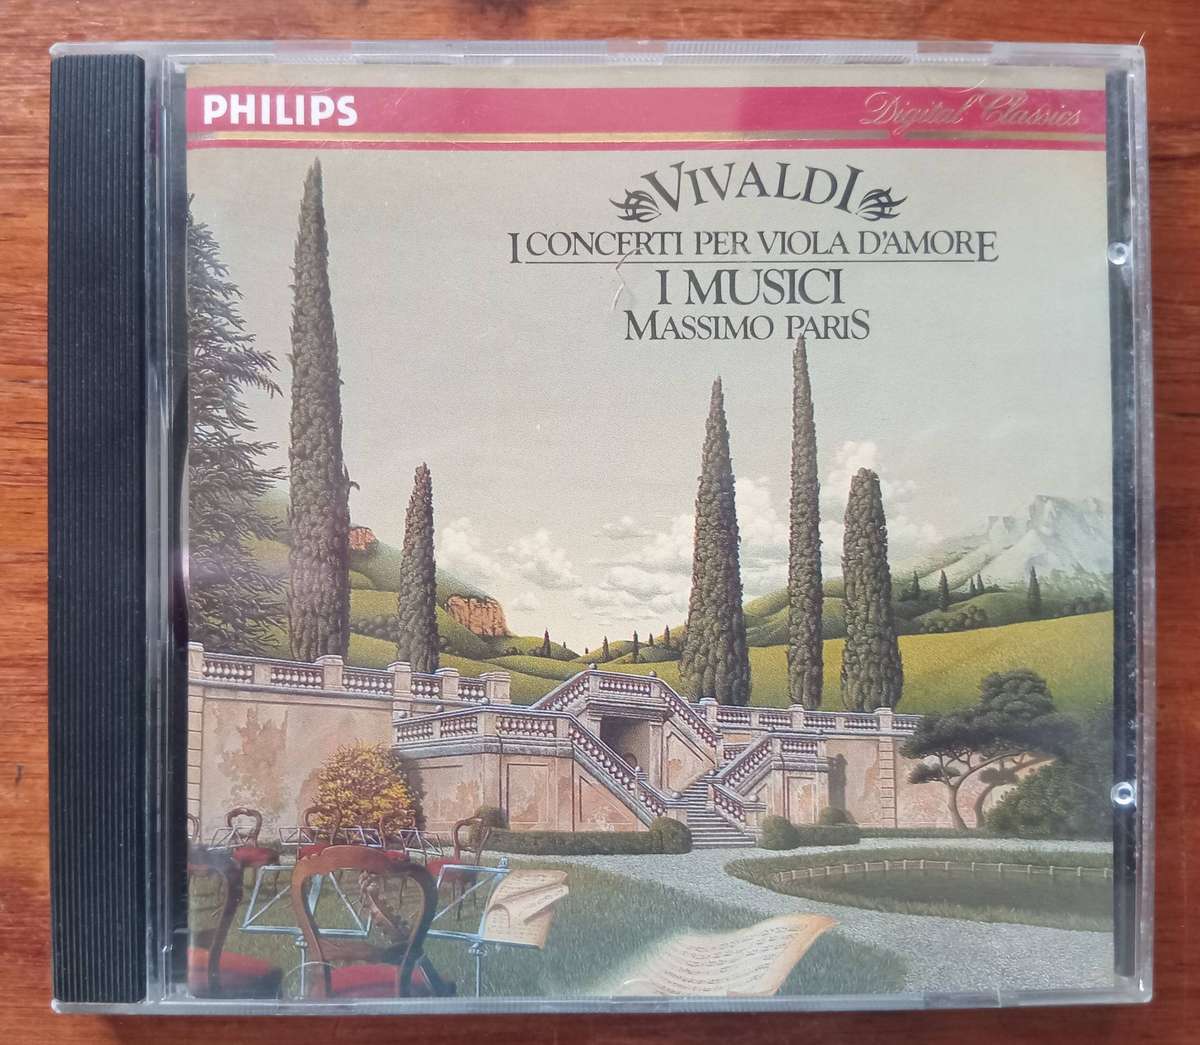 PHILIPS
Digital Classics
VIVALDI
I CONCERTI PER VIOLA D'AMORE
I MUSICI
MASSIMO PARIS